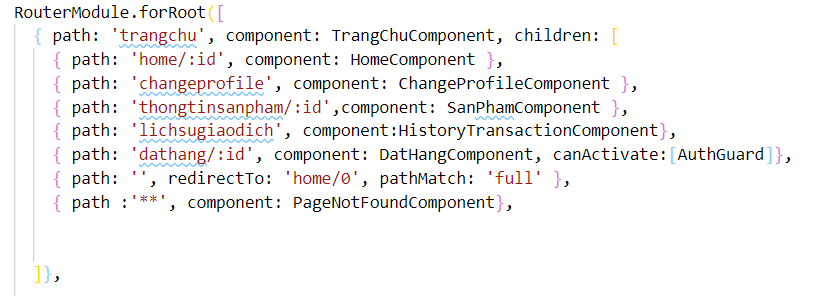 RouterModule.forRoot([
{ path: 'trangchu', component: TrangChuComponent, children: [
{ path: 'home/:id', component: HomeComponent },
{ path: 'changeprofile', component: ChangeProfileComponent },
{ path: 'thongtinsanpham/:id',component: SanPhamComponent },
{ path: 'lichsugiaodich', component:HistoryTransactionComponent},
{ path: 'dathang/:id', component: DatHangComponent, canActivate:[AuthGuard]},
{ path: '', redirectTo: 'home/0', pathMatch: 'full' },
{ path :'**', component: PageNotFoundComponent},
]},